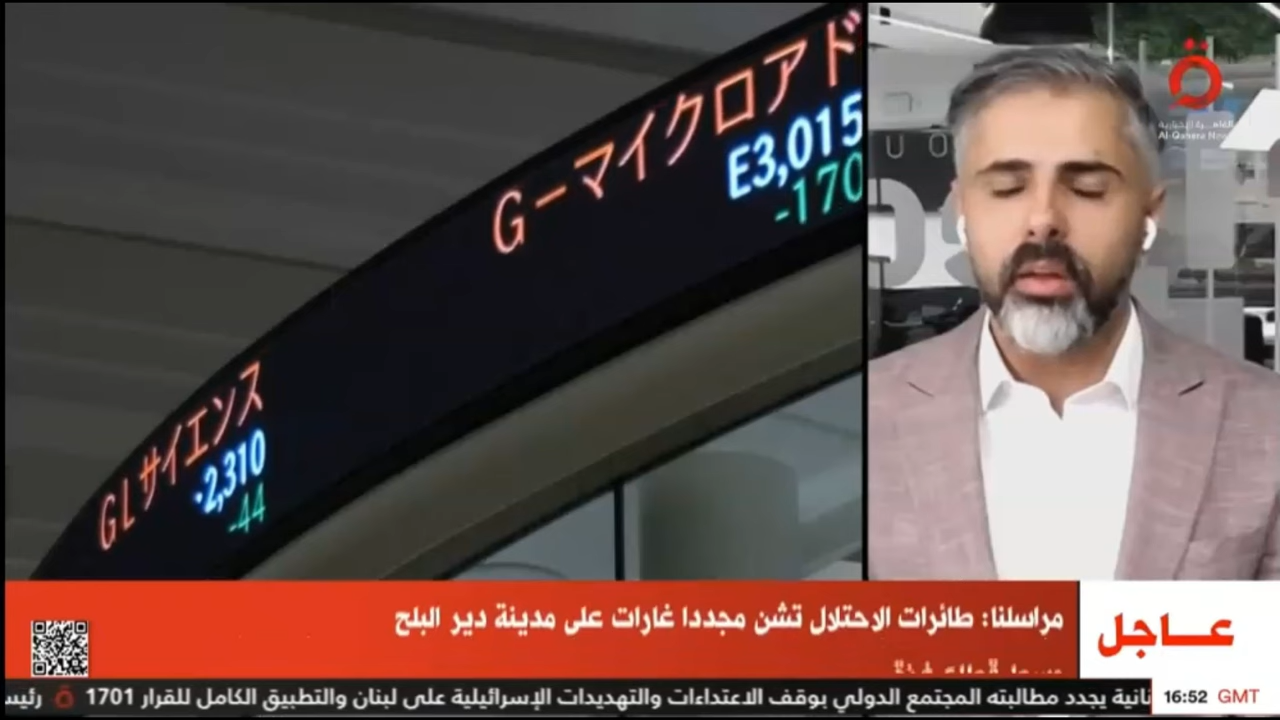 G-マイクロアド
E3,015
-170
GLサイエンス
·2,310
-44
القاهرة الإخبارية
Al-Qahera News
عاجل
مراسلنا: طائرات الاحتلال تشن مجددا غارات على مدينة دير البلح
16:52 GMT
يجدد مطالبته المجتمع الدولي بوقف الاعتداءات والتهديدات الإسرائيلية على لبنان والتطبيق الكامل للقرار 1701